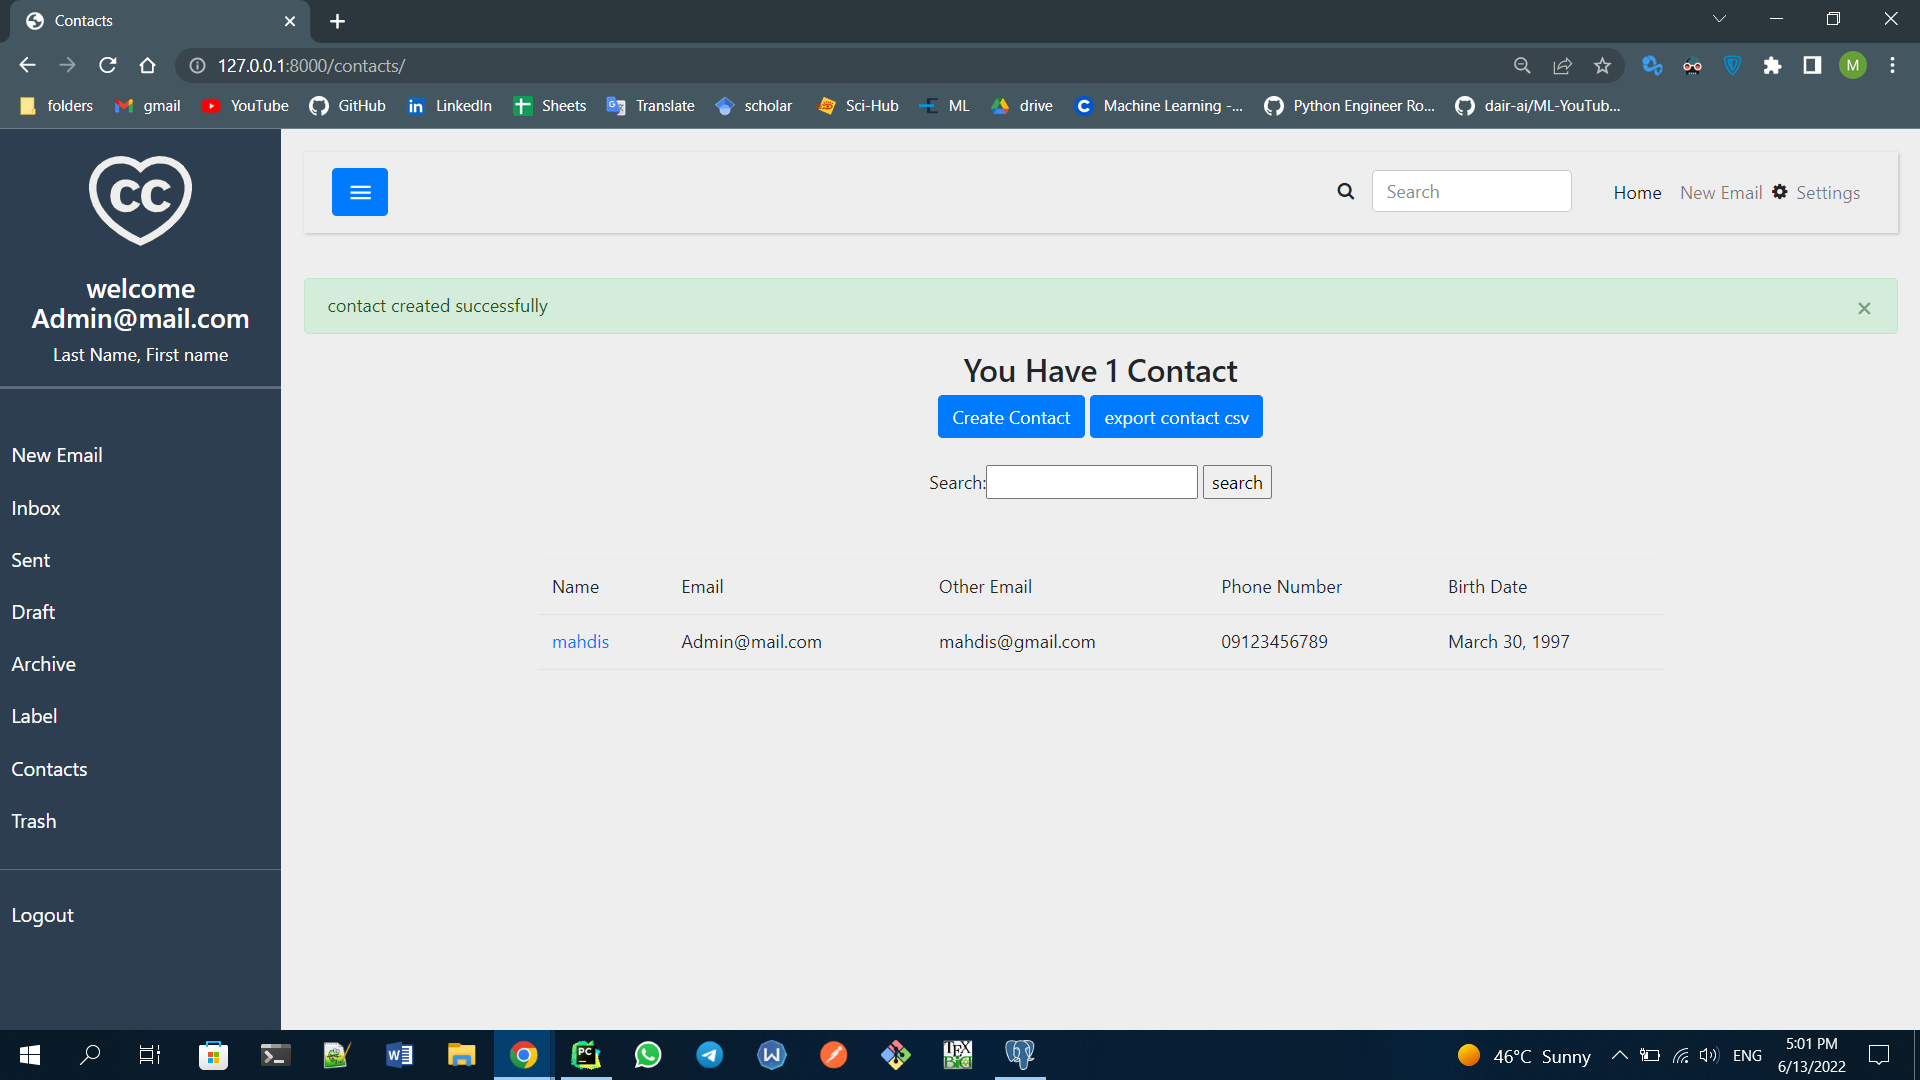 Contacts
127.0.0.1:8000/contacts/
M
folders gmail YouTube GitHub LinkedIn Sheets Translate scholar Sci-Hub ML drive Machine Learning -... Python Engineer Ro... dair-ai/ML-YouTub...
CC
welcome
Admin@mail.com
Last Name, First name
New Email
Inbox
Sent
Draft
Archive
Label
Contacts
Trash
Logout
Search Home New Email Settings
contact created successfully ×
You Have 1 Contact
Create Contact export contact csv
Search: search
Name Email Other Email Phone Number Birth Date
mahdis Admin@mail.com mahdis@gmail.com 09123456789 March 30, 1997
46°C Sunny ENG
5:01 PM
6/13/2022